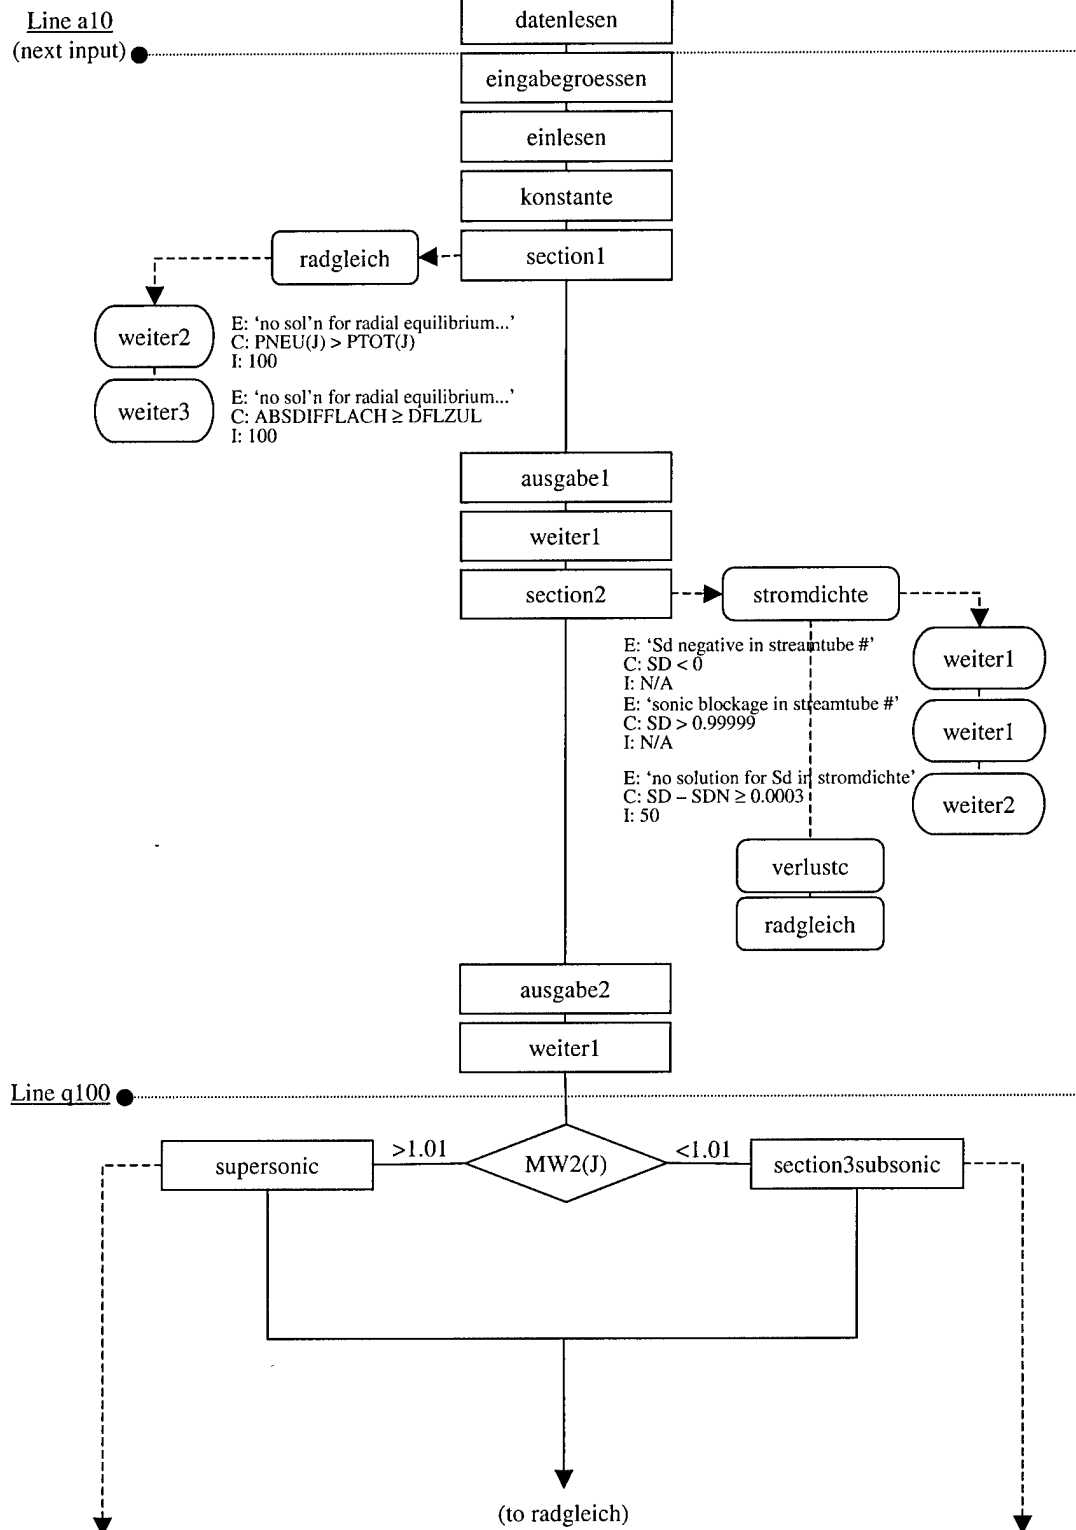 Line a10
(next input)
datenlesen
eingabegroessen
einlesen
konstante
section1
radgleich
weiter2
E: ‘no sol’n for radial equilibrium...’
C: PNEU(J) > PTOT(J)
I: 100
weiter3
E: ‘no sol’n for radial equilibrium...’
C: ABSDIFFLACH ≥ DFLZUL
I: 100
ausgabe1
weiter1
section2
stromdichte
E: ‘Sd negative in streamtube #’
C: SD < 0
I: N/A
weiter1
E: ‘sonic blockage in streamtube #’
C: SD > 0.99999
I: N/A
weiter1
E: ‘no solution for Sd in stromdichte’
C: SD – SDN ≥ 0.0003
I: 50
weiter2
verlustc
radgleich
ausgabe2
weiter1
Line q100
supersonic
>1.01
MW2(J)
<1.01
section3subsonic
(to radgleich)